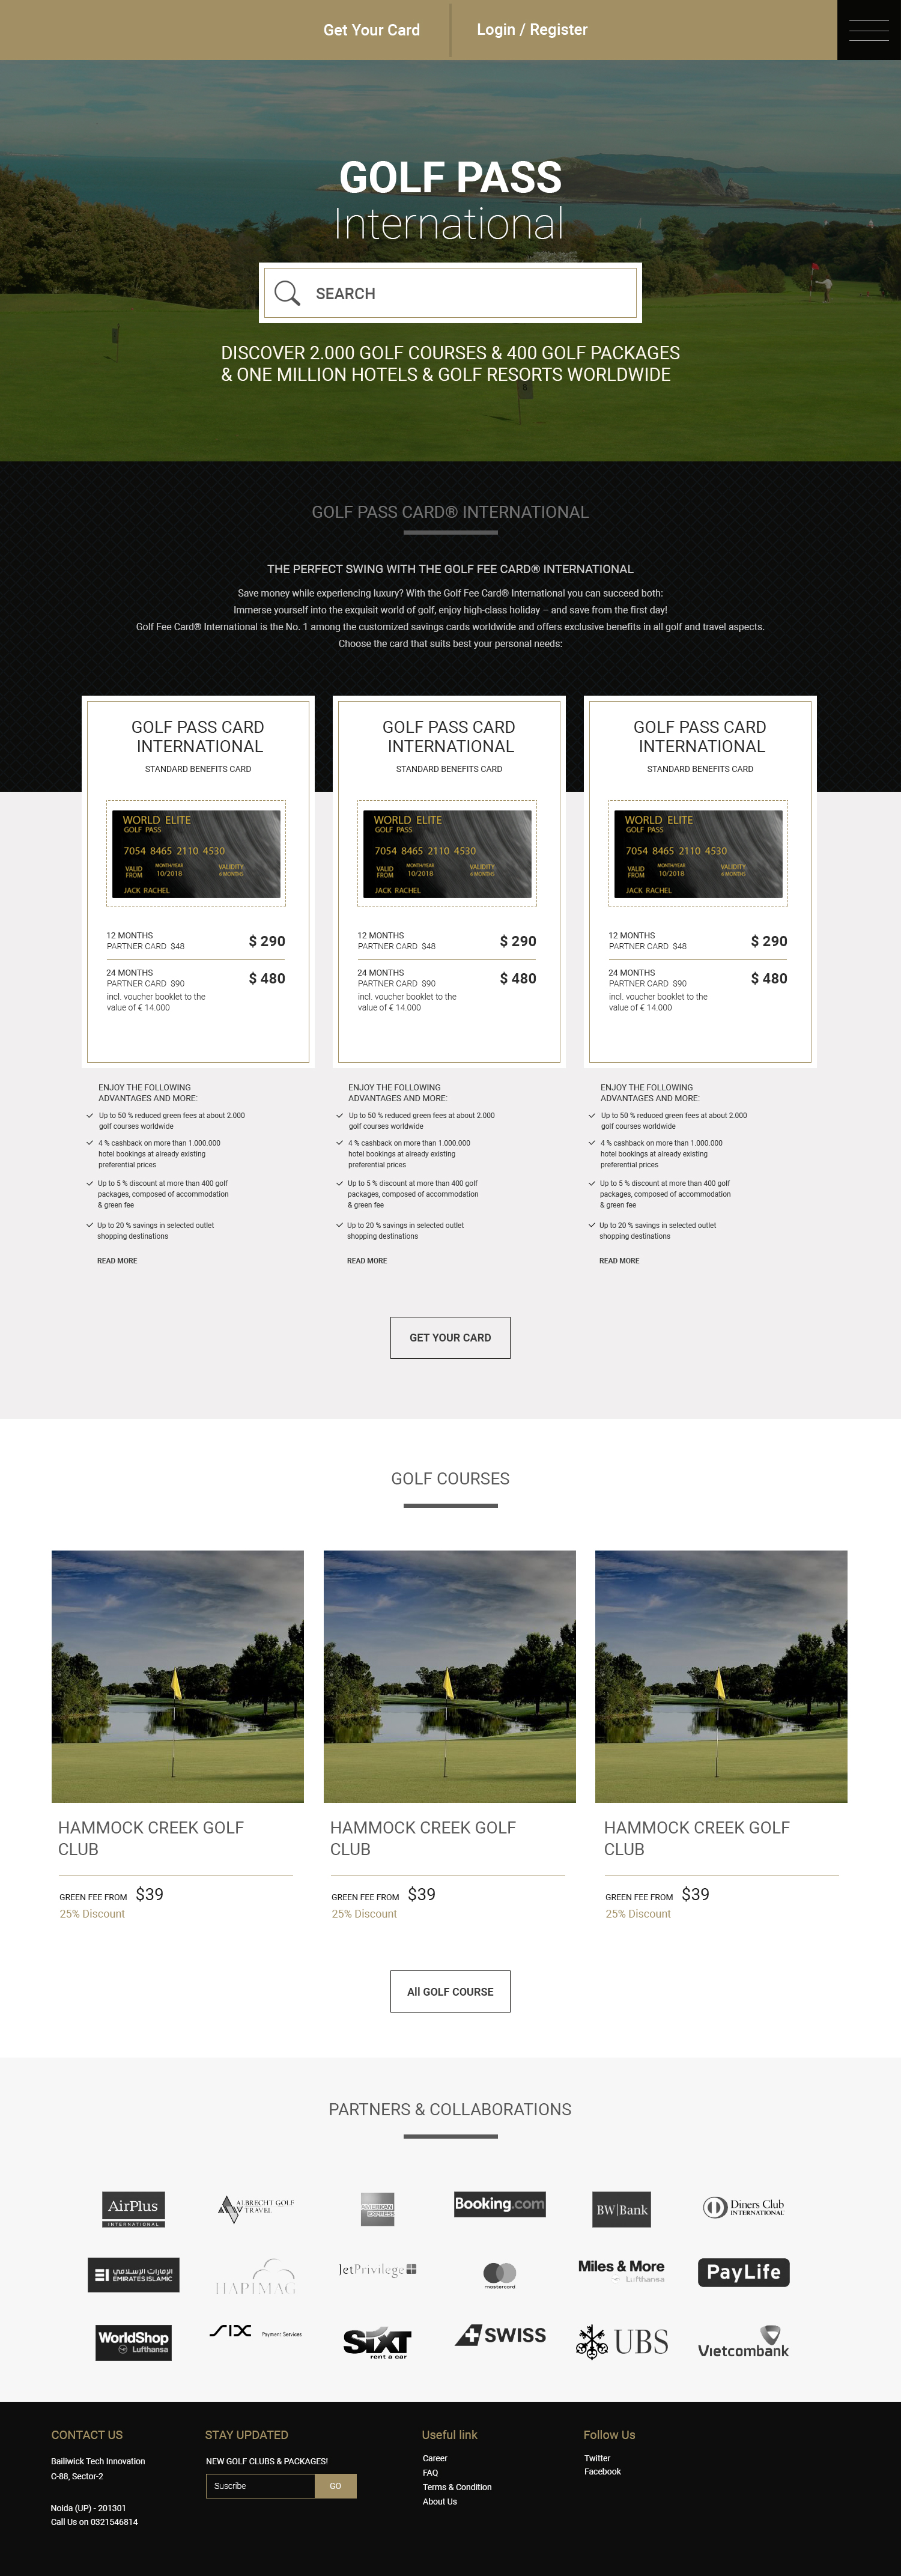 Get Your Card
Login / Register
GOLF PASS
International
SEARCH
DISCOVER 2.000 GOLF COURSES & 400 GOLF PACKAGES
& ONE MILLION HOTELS & GOLF RESORTS WORLDWIDE
8
GOLF PASS CARD® INTERNATIONAL
THE PERFECT SWING WITH THE GOLF FEE CARD® INTERNATIONAL
Save money while experiencing luxury? With the Golf Fee Card® International you can succeed both:
Immerse yourself into the exquisit world of golf, enjoy high-class holiday – and save from the first day!
Golf Fee Card® International is the No. 1 among the customized savings cards worldwide and offers exclusive benefits in all golf and travel aspects.
Choose the card that suits best your personal needs:
GOLF PASS CARD
INTERNATIONAL
STANDARD BENEFITS CARD
WORLD ELITE
GOLF PASS
7054 8465 2110 4530
VALID FROM
MONTH/YEAR
10/2018
VALIDITY
6 MONTHS
JACK RACHEL
12 MONTHS
PARTNER CARD $48
$ 290
24 MONTHS
PARTNER CARD $90
$ 480
incl. voucher booklet to the
value of € 14.000
GOLF PASS CARD
INTERNATIONAL
STANDARD BENEFITS CARD
WORLD ELITE
GOLF PASS
7054 8465 2110 4530
VALID FROM
MONTH/YEAR
10/2018
VALIDITY
6 MONTHS
JACK RACHEL
12 MONTHS
PARTNER CARD $48
$ 290
24 MONTHS
PARTNER CARD $90
$ 480
incl. voucher booklet to the
value of € 14.000
GOLF PASS CARD
INTERNATIONAL
STANDARD BENEFITS CARD
WORLD ELITE
GOLF PASS
7054 8465 2110 4530
VALID FROM
MONTH/YEAR
10/2018
VALIDITY
6 MONTHS
JACK RACHEL
12 MONTHS
PARTNER CARD $48
$ 290
24 MONTHS
PARTNER CARD $90
$ 480
incl. voucher booklet to the
value of € 14.000
ENJOY THE FOLLOWING
ADVANTAGES AND MORE:
Up to 50 % reduced green fees at about 2.000
golf courses worldwide
4 % cashback on more than 1.000.000
hotel bookings at already existing
preferential prices
Up to 5 % discount at more than 400 golf
packages, composed of accommodation
& green fee
Up to 20 % savings in selected outlet
shopping destinations
READ MORE
ENJOY THE FOLLOWING
ADVANTAGES AND MORE:
Up to 50 % reduced green fees at about 2.000
golf courses worldwide
4 % cashback on more than 1.000.000
hotel bookings at already existing
preferential prices
Up to 5 % discount at more than 400 golf
packages, composed of accommodation
& green fee
Up to 20 % savings in selected outlet
shopping destinations
READ MORE
ENJOY THE FOLLOWING
ADVANTAGES AND MORE:
Up to 50 % reduced green fees at about 2.000
golf courses worldwide
4 % cashback on more than 1.000.000
hotel bookings at already existing
preferential prices
Up to 5 % discount at more than 400 golf
packages, composed of accommodation
& green fee
Up to 20 % savings in selected outlet
shopping destinations
READ MORE
GET YOUR CARD
GOLF COURSES
HAMMOCK CREEK GOLF
CLUB
GREEN FEE FROM $39
25% Discount
HAMMOCK CREEK GOLF
CLUB
GREEN FEE FROM $39
25% Discount
HAMMOCK CREEK GOLF
CLUB
GREEN FEE FROM $39
25% Discount
All GOLF COURSE
PARTNERS & COLLABORATIONS
AirPlus
INTERNATIONAL
ALBRECHT GOLF
TRAVEL
AMERICAN
EXPRESS
Booking.com
BW|Bank
Diners Club
INTERNATIONAL
الإمارات الإسلامي
EMIRATES ISLAMIC
HAPIMAG
JetPrivilege
mastercard
Miles & More
Lufthansa
PayLife
WorldShop
Lufthansa
SIX Payment Services
SIXT
rent a car
SWISS
UBS
Vietcombank
CONTACT US
Bailiwick Tech Innovation
C-88, Sector-2
Noida (UP) - 201301
Call Us on 0321546814
STAY UPDATED
NEW GOLF CLUBS & PACKAGES!
Suscribe
GO
Useful link
Career
FAQ
Terms & Condition
About Us
Follow Us
Twitter
Facebook